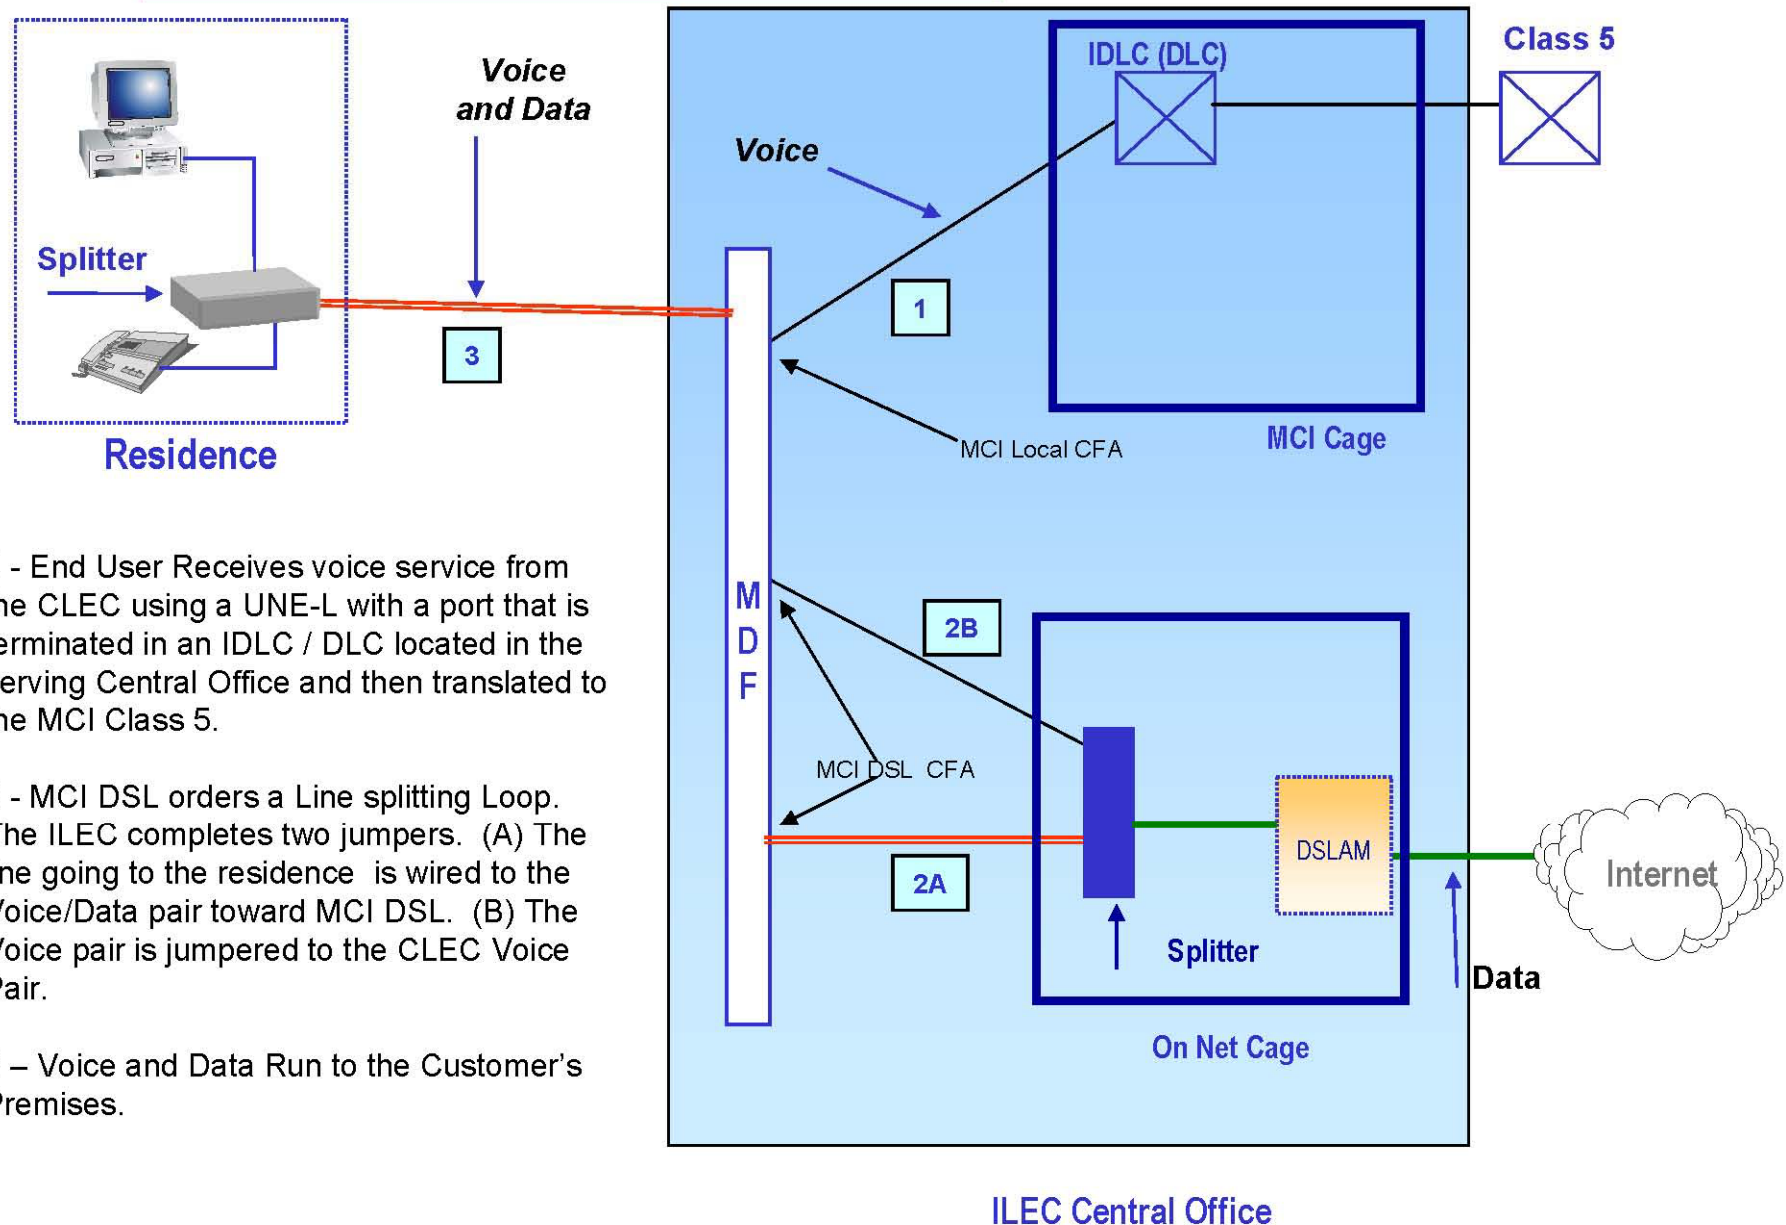 Class 5
IDLC (DLC)
Voice
and Data
Voice
Splitter
1
3
MCI Local CFA
MCI Cage
Residence
- End User Receives voice service from
he CLEC using a UNE-L with a port that is
erminated in an IDLC / DLC located in the
erving Central Office and then translated to
he MCI Class 5.
- MCI DSL orders a Line splitting Loop.
The ILEC completes two jumpers. (A) The
ine going to the residence is wired to the
Voice/Data pair toward MCI DSL. (B) The
Voice pair is jumpered to the CLEC Voice
Pair.
– Voice and Data Run to the Customer's
Premises.
M
D
F
2B
MCI DSL CFA
2A
DSLAM
Internet
Splitter
Data
On Net Cage
ILEC Central Office